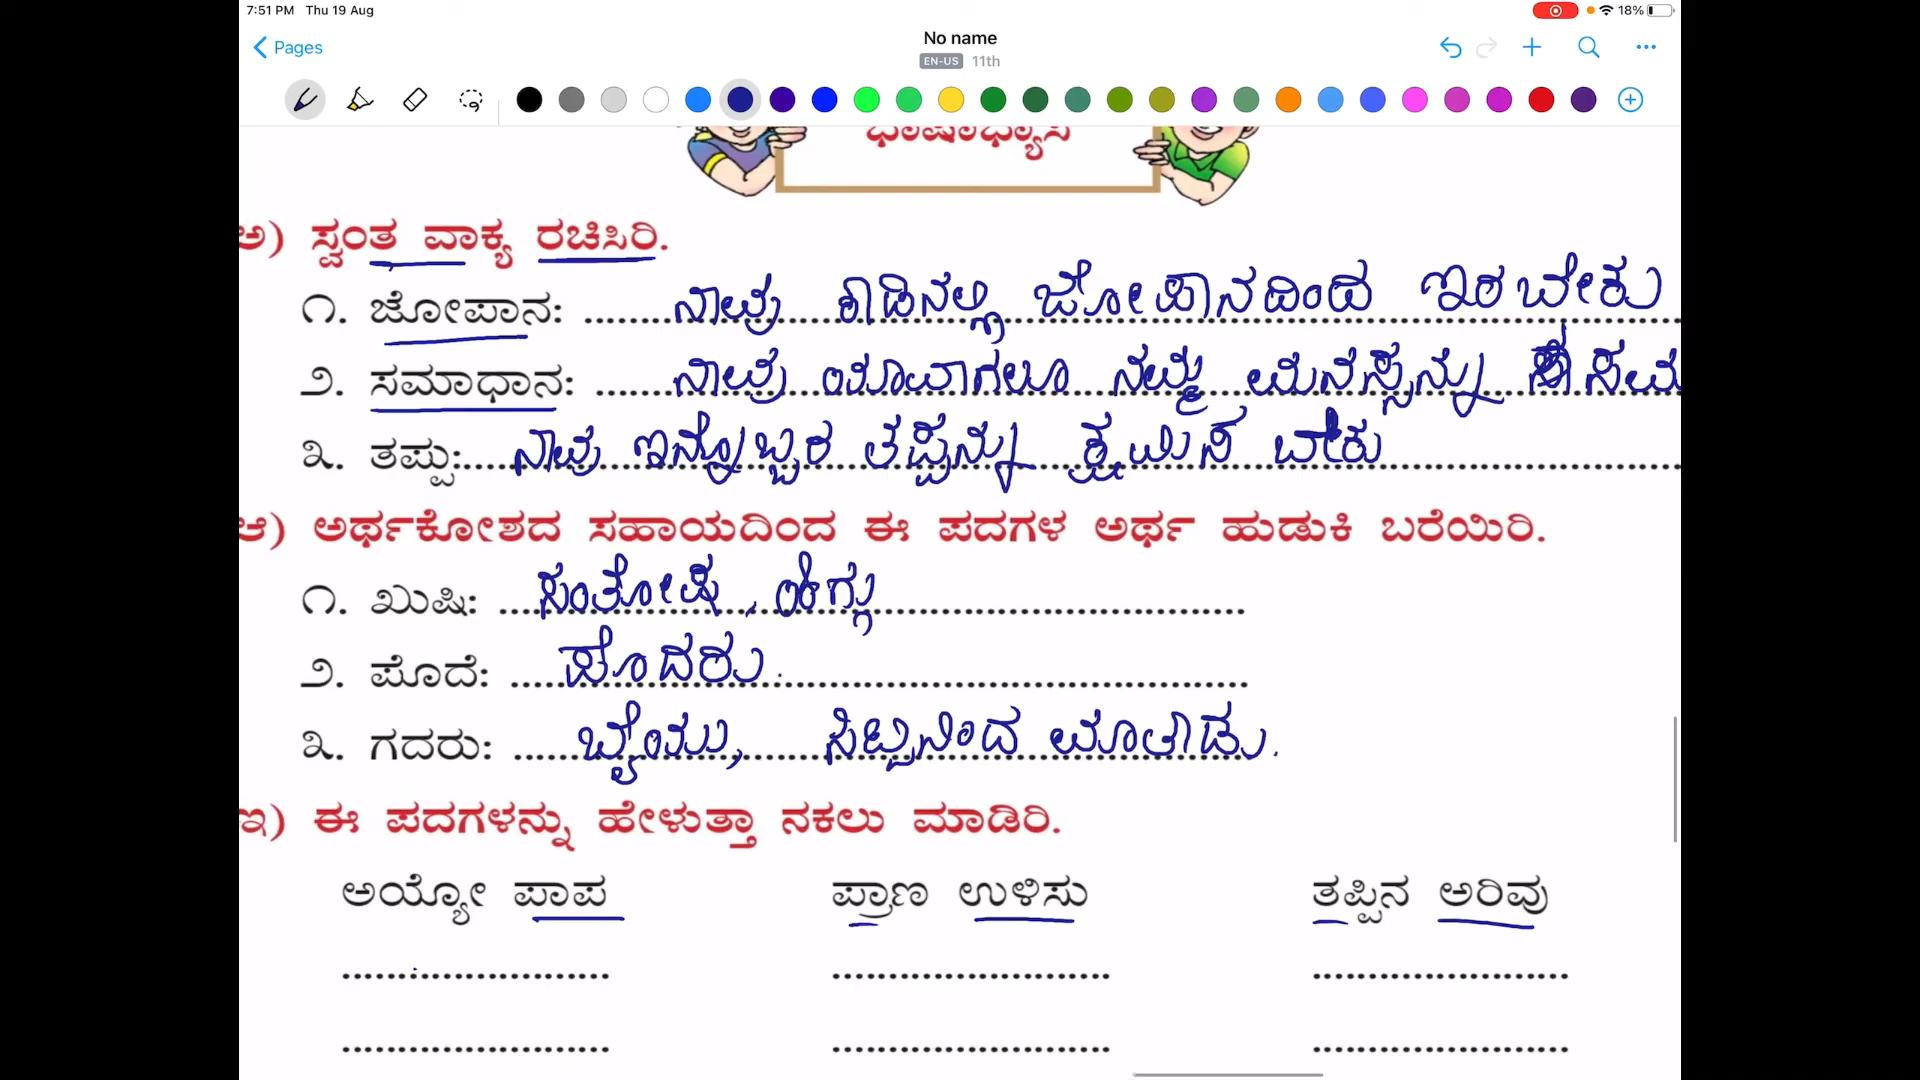 7:51 PM Thu 19 Aug
18%
Pages
No name
EN-US 11th
ಭಾಷಾಭ್ಯಾಸ
ಅ) ಸ್ವಂತ ವಾಕ್ಯ ರಚಿಸಿರಿ.
೧. ಜೋಪಾನ: ನಾವು ಕಾಡಿನಲ್ಲಿ ಜೋಪಾನದಿಂದ ಇರಬೇಕು
೨. ಸಮಾಧಾನ: ನಾವು ಯಾವಾಗಲೂ ನಮ್ಮ ಮನಸ್ಸನ್ನು
೩. ತಪ್ಪು: ನಾವು ಇನ್ನೊಬ್ಬರ ತಪ್ಪನ್ನು ಕ್ಷಮಿಸ ಬೇಕು
ಆ) ಅರ್ಥಕೋಶದ ಸಹಾಯದಿಂದ ಈ ಪದಗಳ ಅರ್ಥ ಹುಡುಕಿ ಬರೆಯಿರಿ.
೧. ಖುಷಿ: ಸಂತೋಷ, ಹಿಗ್ಗು
೨. ಪೊದೆ: ಪೊದರು.
೩. ಗದರು: ಬೈಯು, ಸಿಟ್ಟಿನಿಂದ ಮಾತಾಡು.
ಇ) ಈ ಪದಗಳನ್ನು ಹೇಳುತ್ತಾ ನಕಲು ಮಾಡಿರಿ.
ಅಯ್ಯೋ ಪಾಪ ಪ್ರಾಣ ಉಳಿಸು ತಪ್ಪಿನ ಅರಿವು